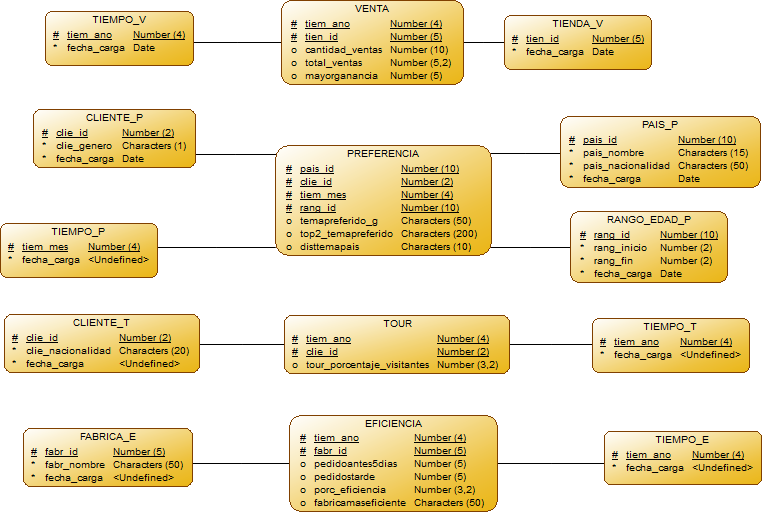 TIEMPO_V
# tiem_ano Number (4)
* fecha_carga Date
VENTA
# tiem_ano Number (4)
# tien_id Number (5)
o cantidad_ventas Number (10)
o total_ventas Number (5,2)
o mayorganancia Number (5)
TIENDA_V
# tien_id Number (5)
* fecha_carga Date
CLIENTE_P
# clie_id Number (2)
* clie_genero Characters (1)
* fecha_carga Date
PREFERENCIA
# pais_id Number (10)
# clie_id Number (2)
# tiem_mes Number (4)
# rang_id Number (10)
o temapreferido_g Characters (50)
o top2_temapreferido Characters (200)
o disttemapais Characters (10)
PAIS_P
# pais_id Number (10)
* pais_nombre Characters (15)
* pais_nacionalidad Characters (50)
* fecha_carga Date
TIEMPO_P
# tiem_mes Number (4)
* fecha_carga <Undefined>
RANGO_EDAD_P
# rang_id Number (10)
* rang_inicio Number (2)
* rang_fin Number (2)
* fecha_carga Date
CLIENTE_T
# clie_id Number (2)
* clie_nacionalidad Characters (20)
* fecha_carga <Undefined>
TOUR
# tiem_ano Number (4)
# clie_id Number (2)
o tour_porcentaje_visitantes Number (3,2)
TIEMPO_T
# tiem_ano Number (4)
* fecha_carga <Undefined>
FABRICA_E
# fabr_id Number (5)
* fabr_nombre Characters (50)
* fecha_carga <Undefined>
EFICIENCIA
# tiem_ano Number (4)
# fabr_id Number (5)
o pedidoantes5dias Number (5)
o pedidostarde Number (5)
o porc_eficiencia Number (3,2)
o fabricamaseficiente Characters (50)
TIEMPO_E
# tiem_ano Number (4)
* fecha_carga <Undefined>